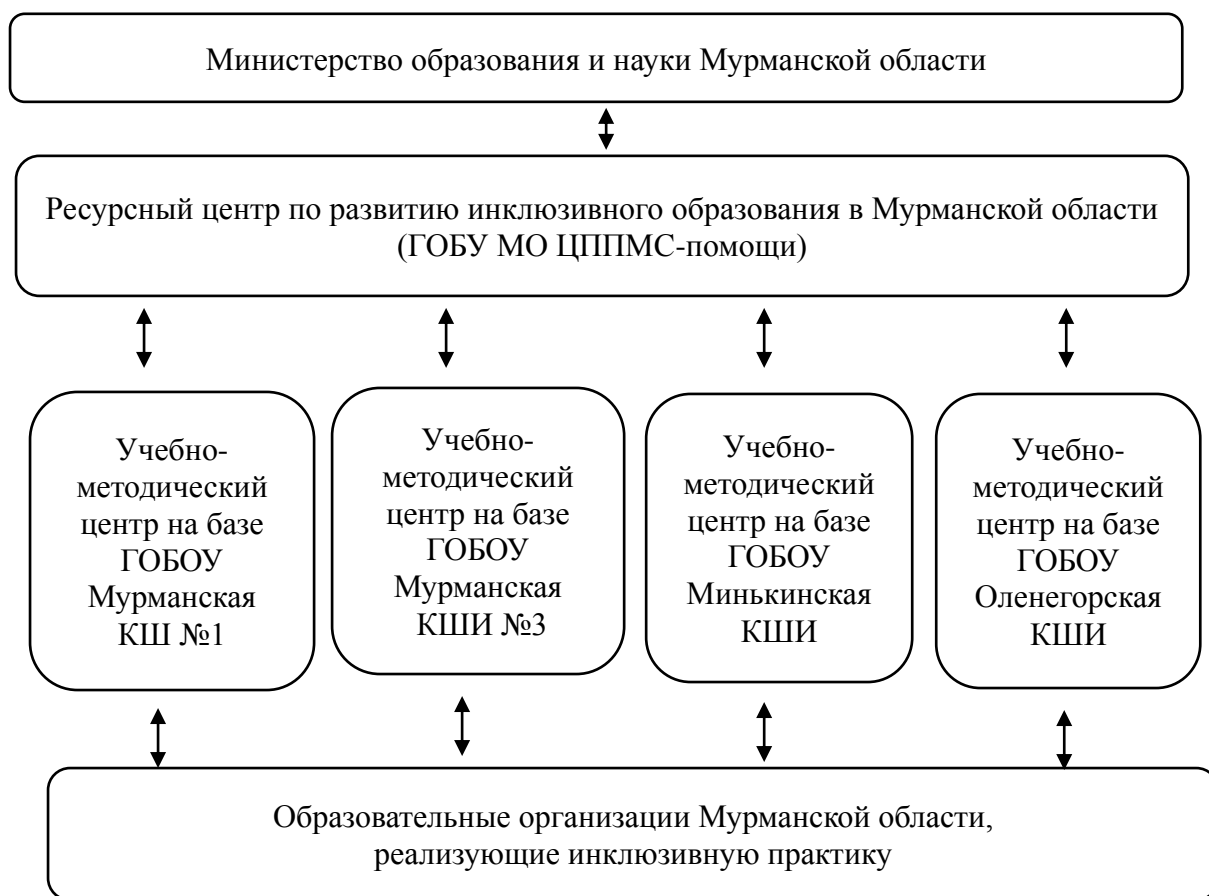 Министерство образования и науки Мурманской области
Ресурсный центр по развитию инклюзивного образования в Мурманской области
(ГОБУ МО ЦППМС-помощи)
Учебно-
методический
центр на базе
ГОБОУ
Мурманская
КШ №1
Учебно-
методический
центр на базе
ГОБОУ
Мурманская
КШИ №3
Учебно-
методический
центр на базе
ГОБОУ
Минькинская
КШИ
Учебно-
методический
центр на базе
ГОБОУ
Оленегорская
КШИ
Образовательные организации Мурманской области,
реализующие инклюзивную практику